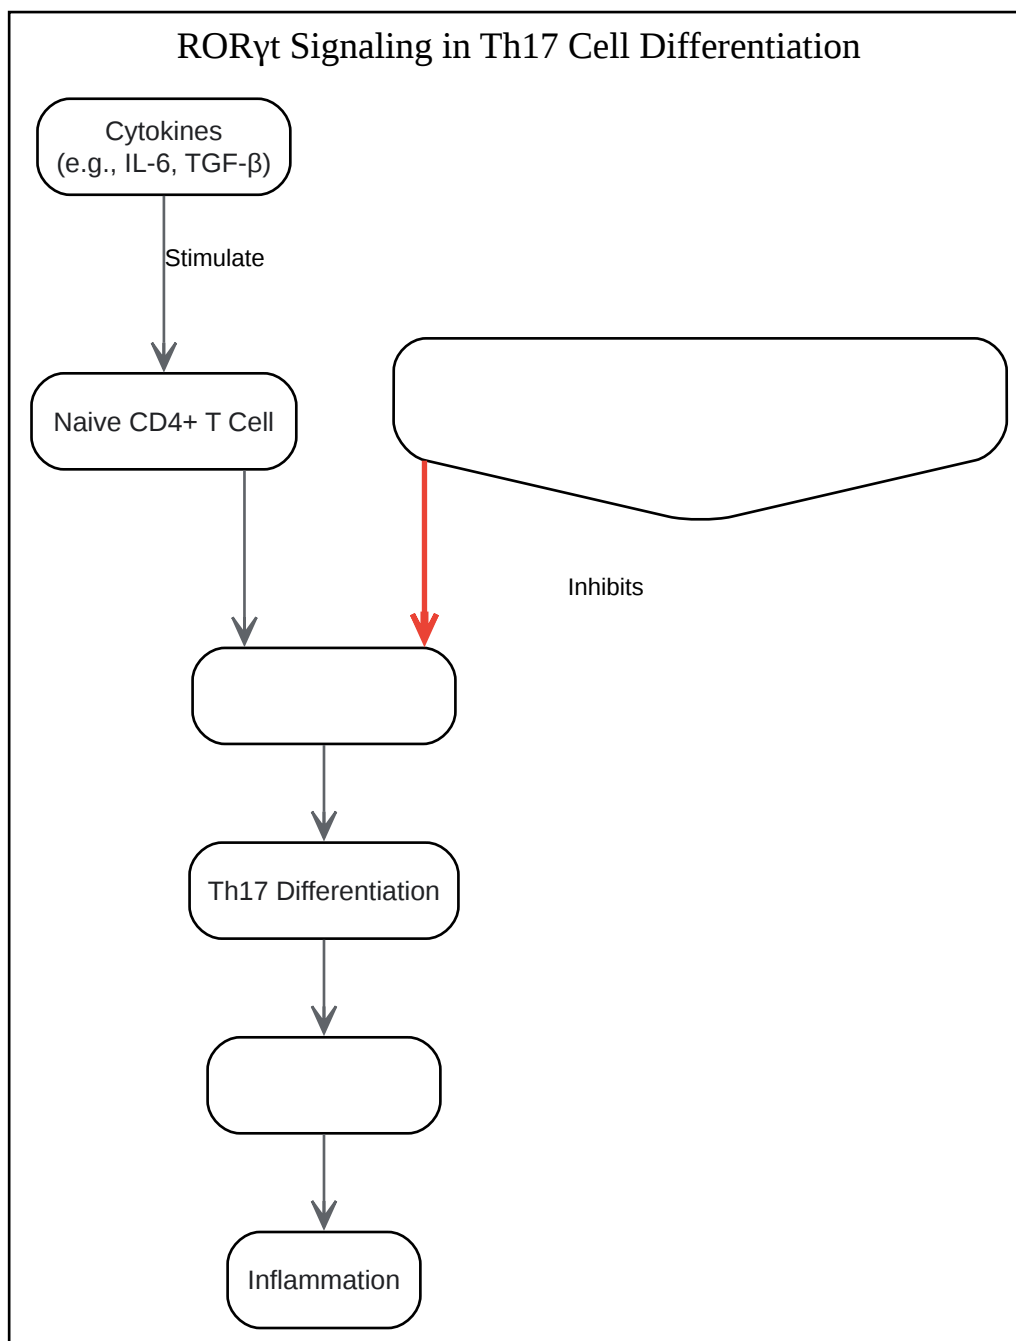 RORγt Signaling in Th17 Cell Differentiation
Cytokines
(e.g., IL-6, TGF-β)
Stimulate
Naive CD4+ T Cell
Inhibits
Th17 Differentiation
Inflammation